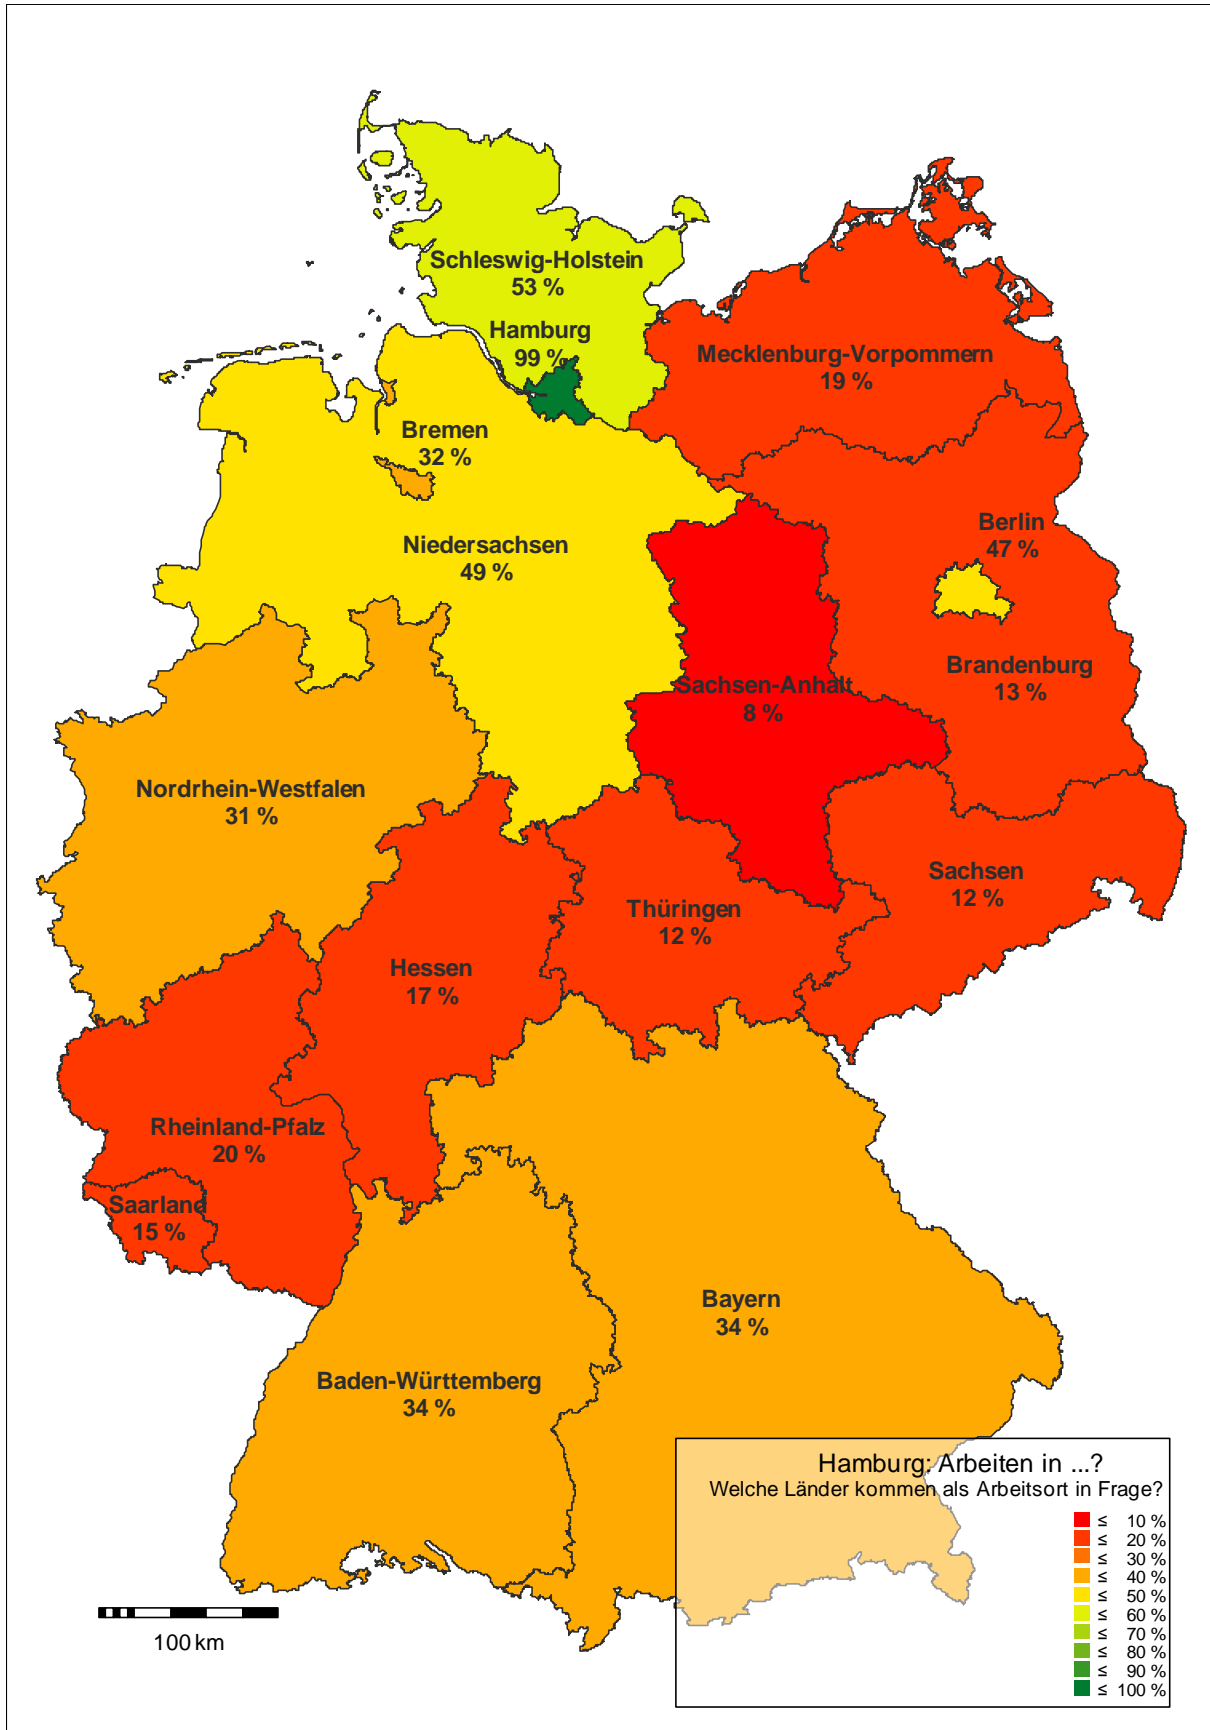 Schleswig-Holstein
53 %
Hamburg
99 %
Mecklenburg-Vorpommern
19 %
Bremen
32 %
Berlin
47 %
Niedersachsen
49 %
Brandenburg
13 %
Sachsen-Anhalt
8 %
Nordrhein-Westfalen
31 %
Sachsen
12 %
Thüringen
12 %
Hessen
17 %
Rheinland-Pfalz
20 %
Saarland
15 %
Bayern
34 %
Baden-Württemberg
34 %
Hamburg: Arbeiten in ...?
Welche Länder kommen als Arbeitsort in Frage?
≤ 10 %
≤ 20 %
≤ 30 %
≤ 40 %
≤ 50 %
≤ 60 %
≤ 70 %
≤ 80 %
≤ 90 %
≤ 100 %
100 km